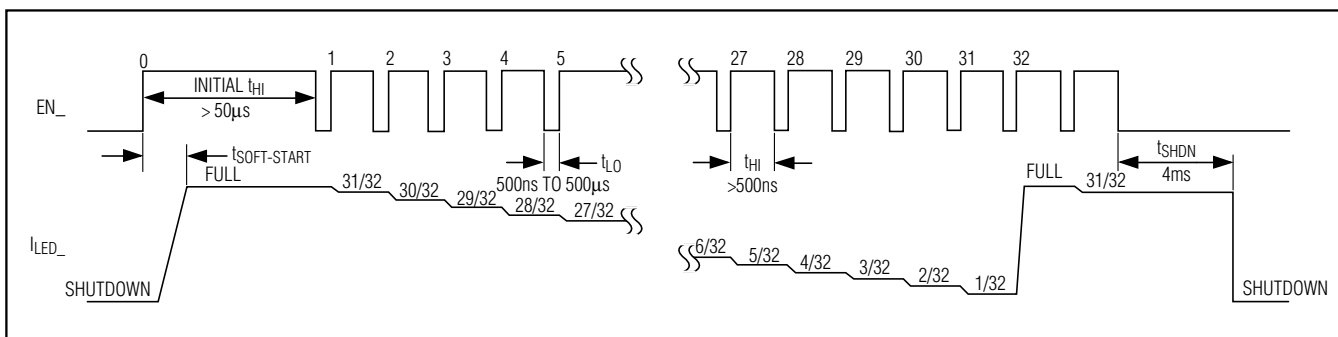 0 1 2 3 4 5 27 28 29 30 31 32
EN_
INITIAL tHI
> 50µs
tSOFT-START
tLO
500ns TO 500µs
tHI
>500ns
tSHDN
4ms
ILED_
SHUTDOWN
FULL
31/32
30/32
29/32
28/32
27/32
6/32
5/32
4/32
3/32
2/32
1/32
FULL
31/32
SHUTDOWN